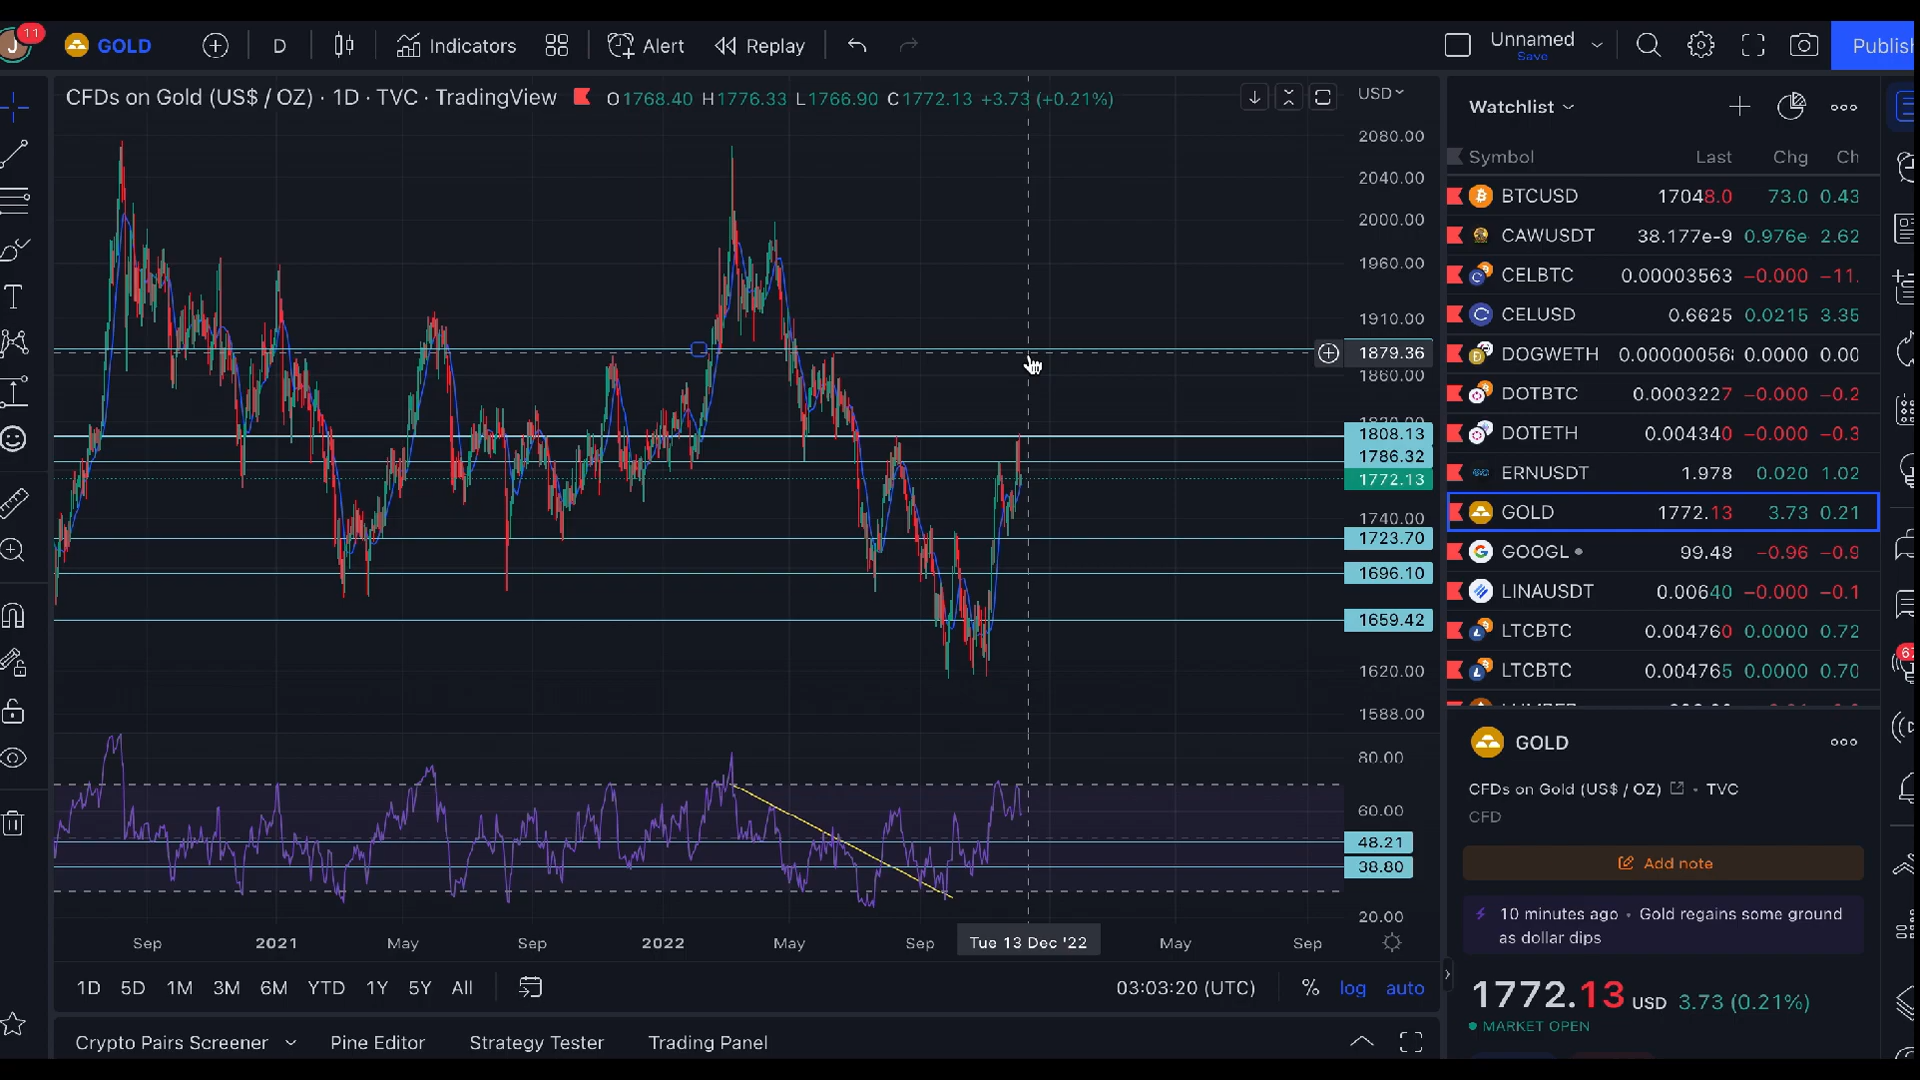 J 11 GOLD D Indicators Alert Replay Unnamed Save Publish
CFDs on Gold (US$ / OZ) · 1D · TVC · TradingView O1768.40 H1776.33 L1766.90 C1772.13 +3.73 (+0.21%)
USD
2080.00
2040.00
2000.00
1960.00
1910.00
1879.36
1860.00
1808.13
1786.32
1772.13
1740.00
1723.70
1696.10
1659.42
1620.00
1588.00
80.00
60.00
48.21
38.80
20.00
Sep 2021 May Sep 2022 May Sep Tue 13 Dec '22 May Sep
1D 5D 1M 3M 6M YTD 1Y 5Y All 03:03:20 (UTC) % log auto
Crypto Pairs Screener Pine Editor Strategy Tester Trading Panel
Watchlist
Symbol Last Chg Ch
BTCUSD 17048.0 73.0 0.43
CAWUSDT 38.177e-9 0.976e 2.62
CELBTC 0.00003563 −0.000 −11.
CELUSD 0.6625 0.0215 3.35
DOGWETH 0.00000056 0.0000 0.00
DOTBTC 0.0003227 −0.000 −0.2
DOTETH 0.004340 −0.000 −0.3
ERNUSDT 1.978 0.020 1.02
GOLD 1772.13 3.73 0.21
GOOGL 99.48 −0.96 −0.9
LINAUSDT 0.00640 −0.000 −0.1
LTCBTC 0.004760 0.0000 0.72
LTCBTC 0.004765 0.0000 0.70
67
GOLD
CFDs on Gold (US$ / OZ) · TVC
CFD
Add note
10 minutes ago · Gold regains some ground
as dollar dips
1772.13 USD 3.73 (0.21%)
MARKET OPEN